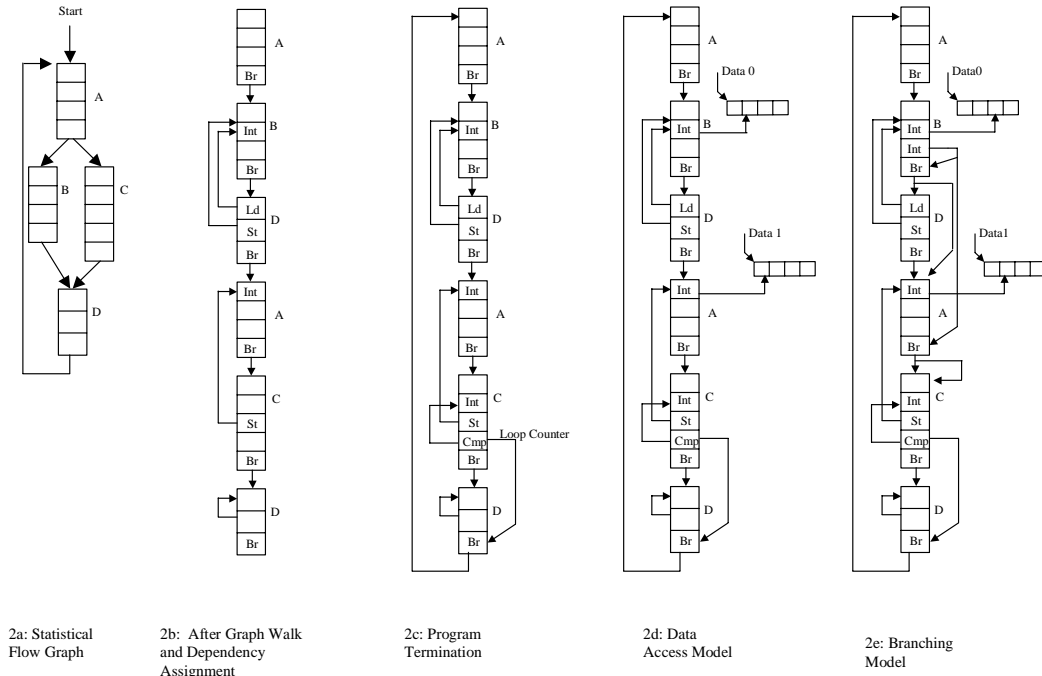 Start
A
B
C
D
A
Br
B
Int
Br
Ld
D
St
Br
Int
A
Br
C
St
Br
D
Br
A
Br
B
Int
Br
Ld
D
St
Br
Int
A
Br
C
Int
St
Cmp
Loop Counter
Br
D
Br
A
Br
Data 0
B
Int
Br
Ld
D
St
Br
Data 1
Int
A
Br
C
Int
St
Cmp
Br
D
Br
A
Br
Data0
B
Int
Int
Br
Ld
D
St
Br
Data1
Int
A
Br
C
Int
St
Cmp
Br
D
Br
2a: Statistical
Flow Graph
2b: After Graph Walk
and Dependency
Assignment
2c: Program
Termination
2d: Data
Access Model
2e: Branching
Model